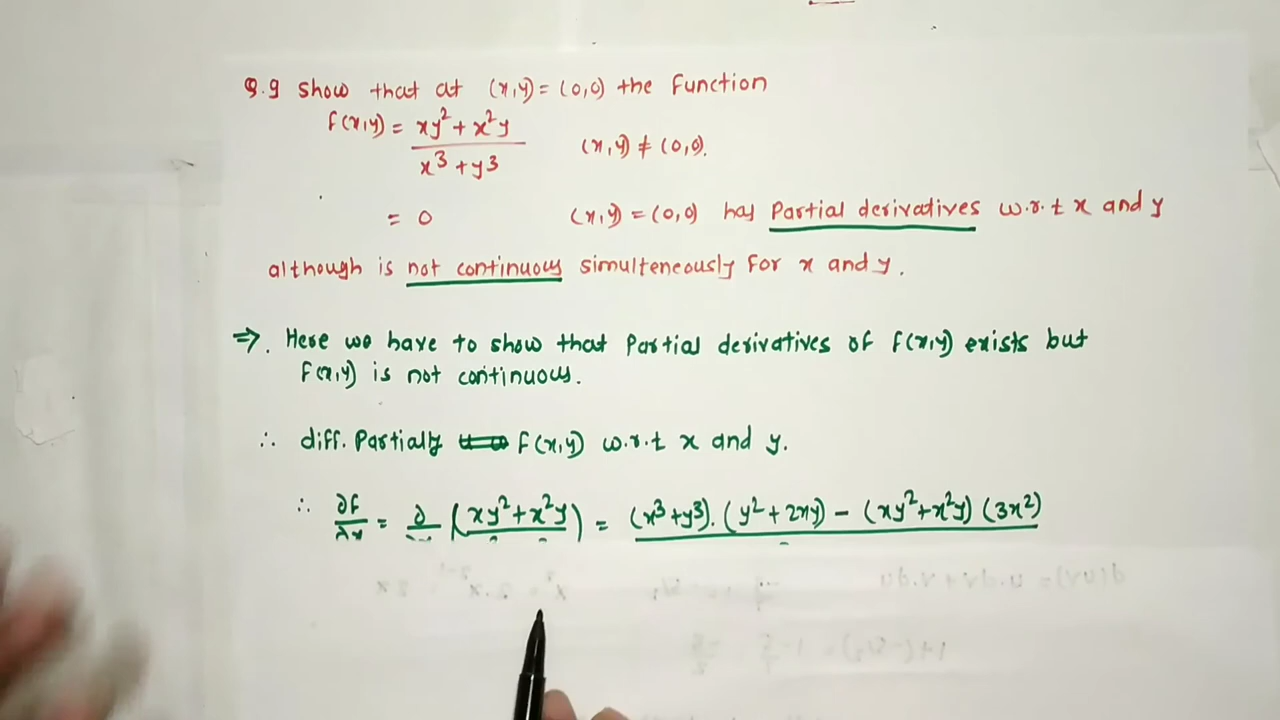 Q.9 show that at (x,y) = (0,0) the function
f(x,y) = xy² + x²y / x³ + y³ (x,y) ≠ (0,0).
= 0 (x,y) = (0,0) has Partial derivatives w.r.t x and y
although is not continuous simulteneously for x and y.
⇒. Here we have to show that Partial derivatives of f(x,y) exists but
f(x,y) is not continuous.
∴ diff. Partially f(x,y) w.r.t x and y.
∴ ∂f = ∂ (xy² + x²y) = (x³+y³).(y²+2xy) - (xy²+x²y)(3x²)